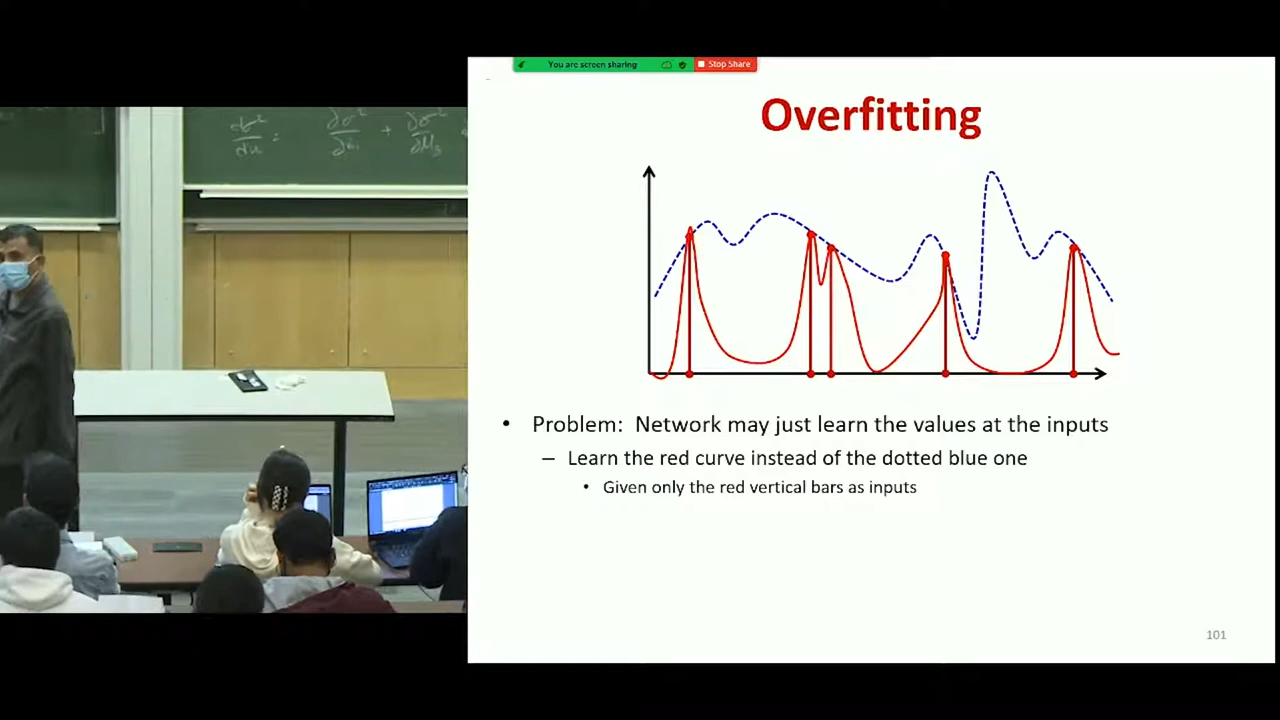 You are screen sharing
Stop Share
Overfitting
• Problem: Network may just learn the values at the inputs
– Learn the red curve instead of the dotted blue one
• Given only the red vertical bars as inputs
101